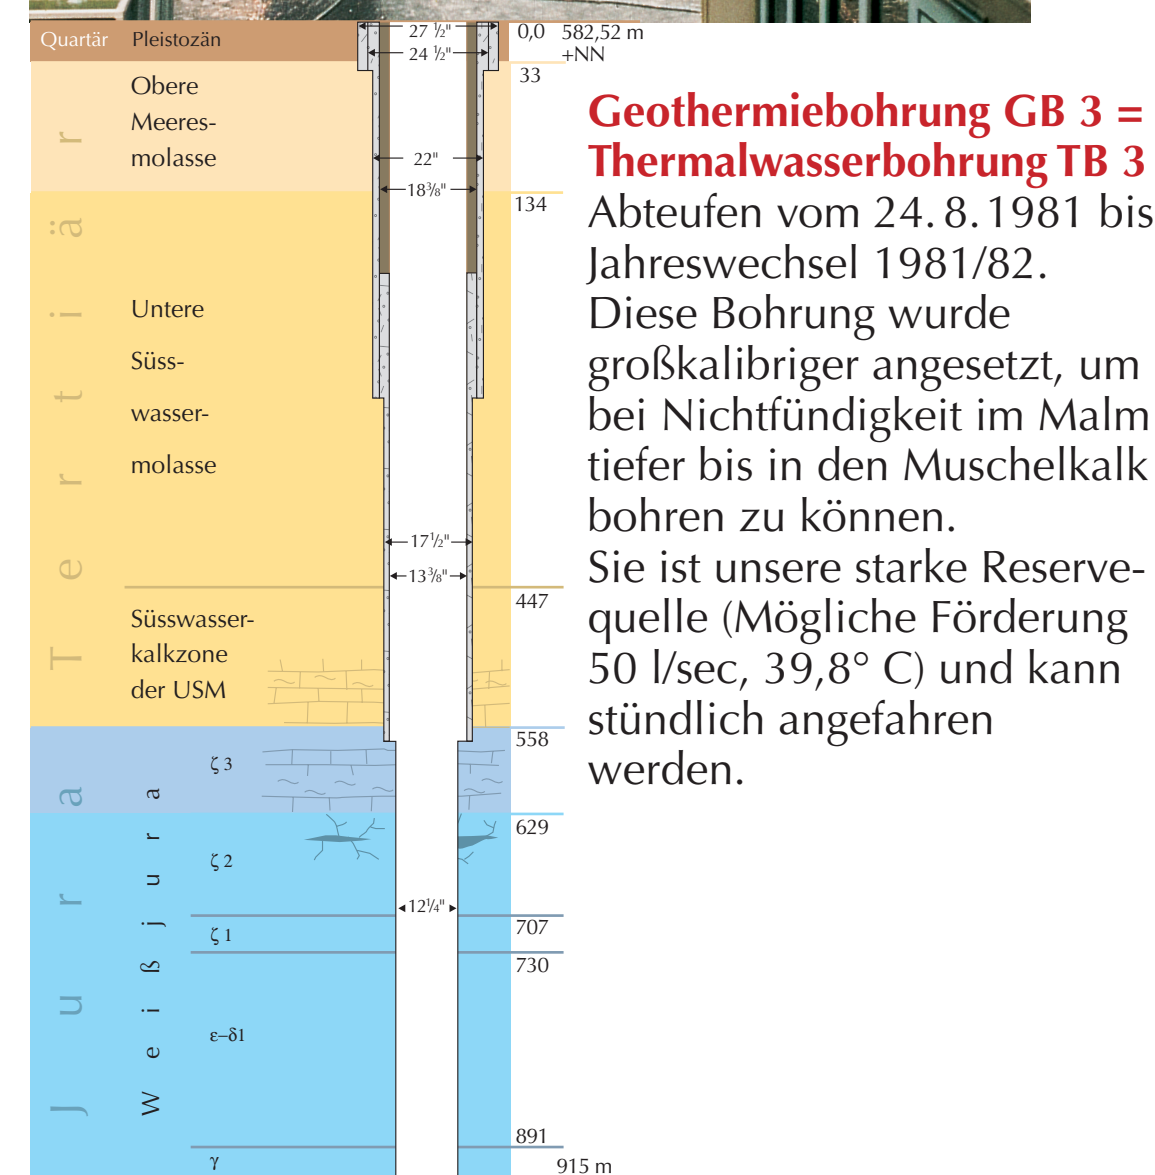 Quartär Pleistozän
27 ½"
24 ½"
0,0 582,52 m
+NN
33
Obere
Meeres-
molasse
22"
18⅜"
134
Untere
Süss-
wasser-
molasse
17½"
13⅜"
447
Süsswasser-
kalkzone
der USM
Tertiär
558
ζ 3
629
ζ 2
12¼"
707
ζ 1
730
ε–δ1
891
γ
915 m
Weißjura
Jura
Geothermiebohrung GB 3 =
Thermalwasserbohrung TB 3
Abteufen vom 24. 8. 1981 bis
Jahreswechsel 1981/82.
Diese Bohrung wurde
großkalibriger angesetzt, um
bei Nichtfündigkeit im Malm
tiefer bis in den Muschelkalk
bohren zu können.
Sie ist unsere starke Reserve-
quelle (Mögliche Förderung
50 l/sec, 39,8° C) und kann
stündlich angefahren
werden.